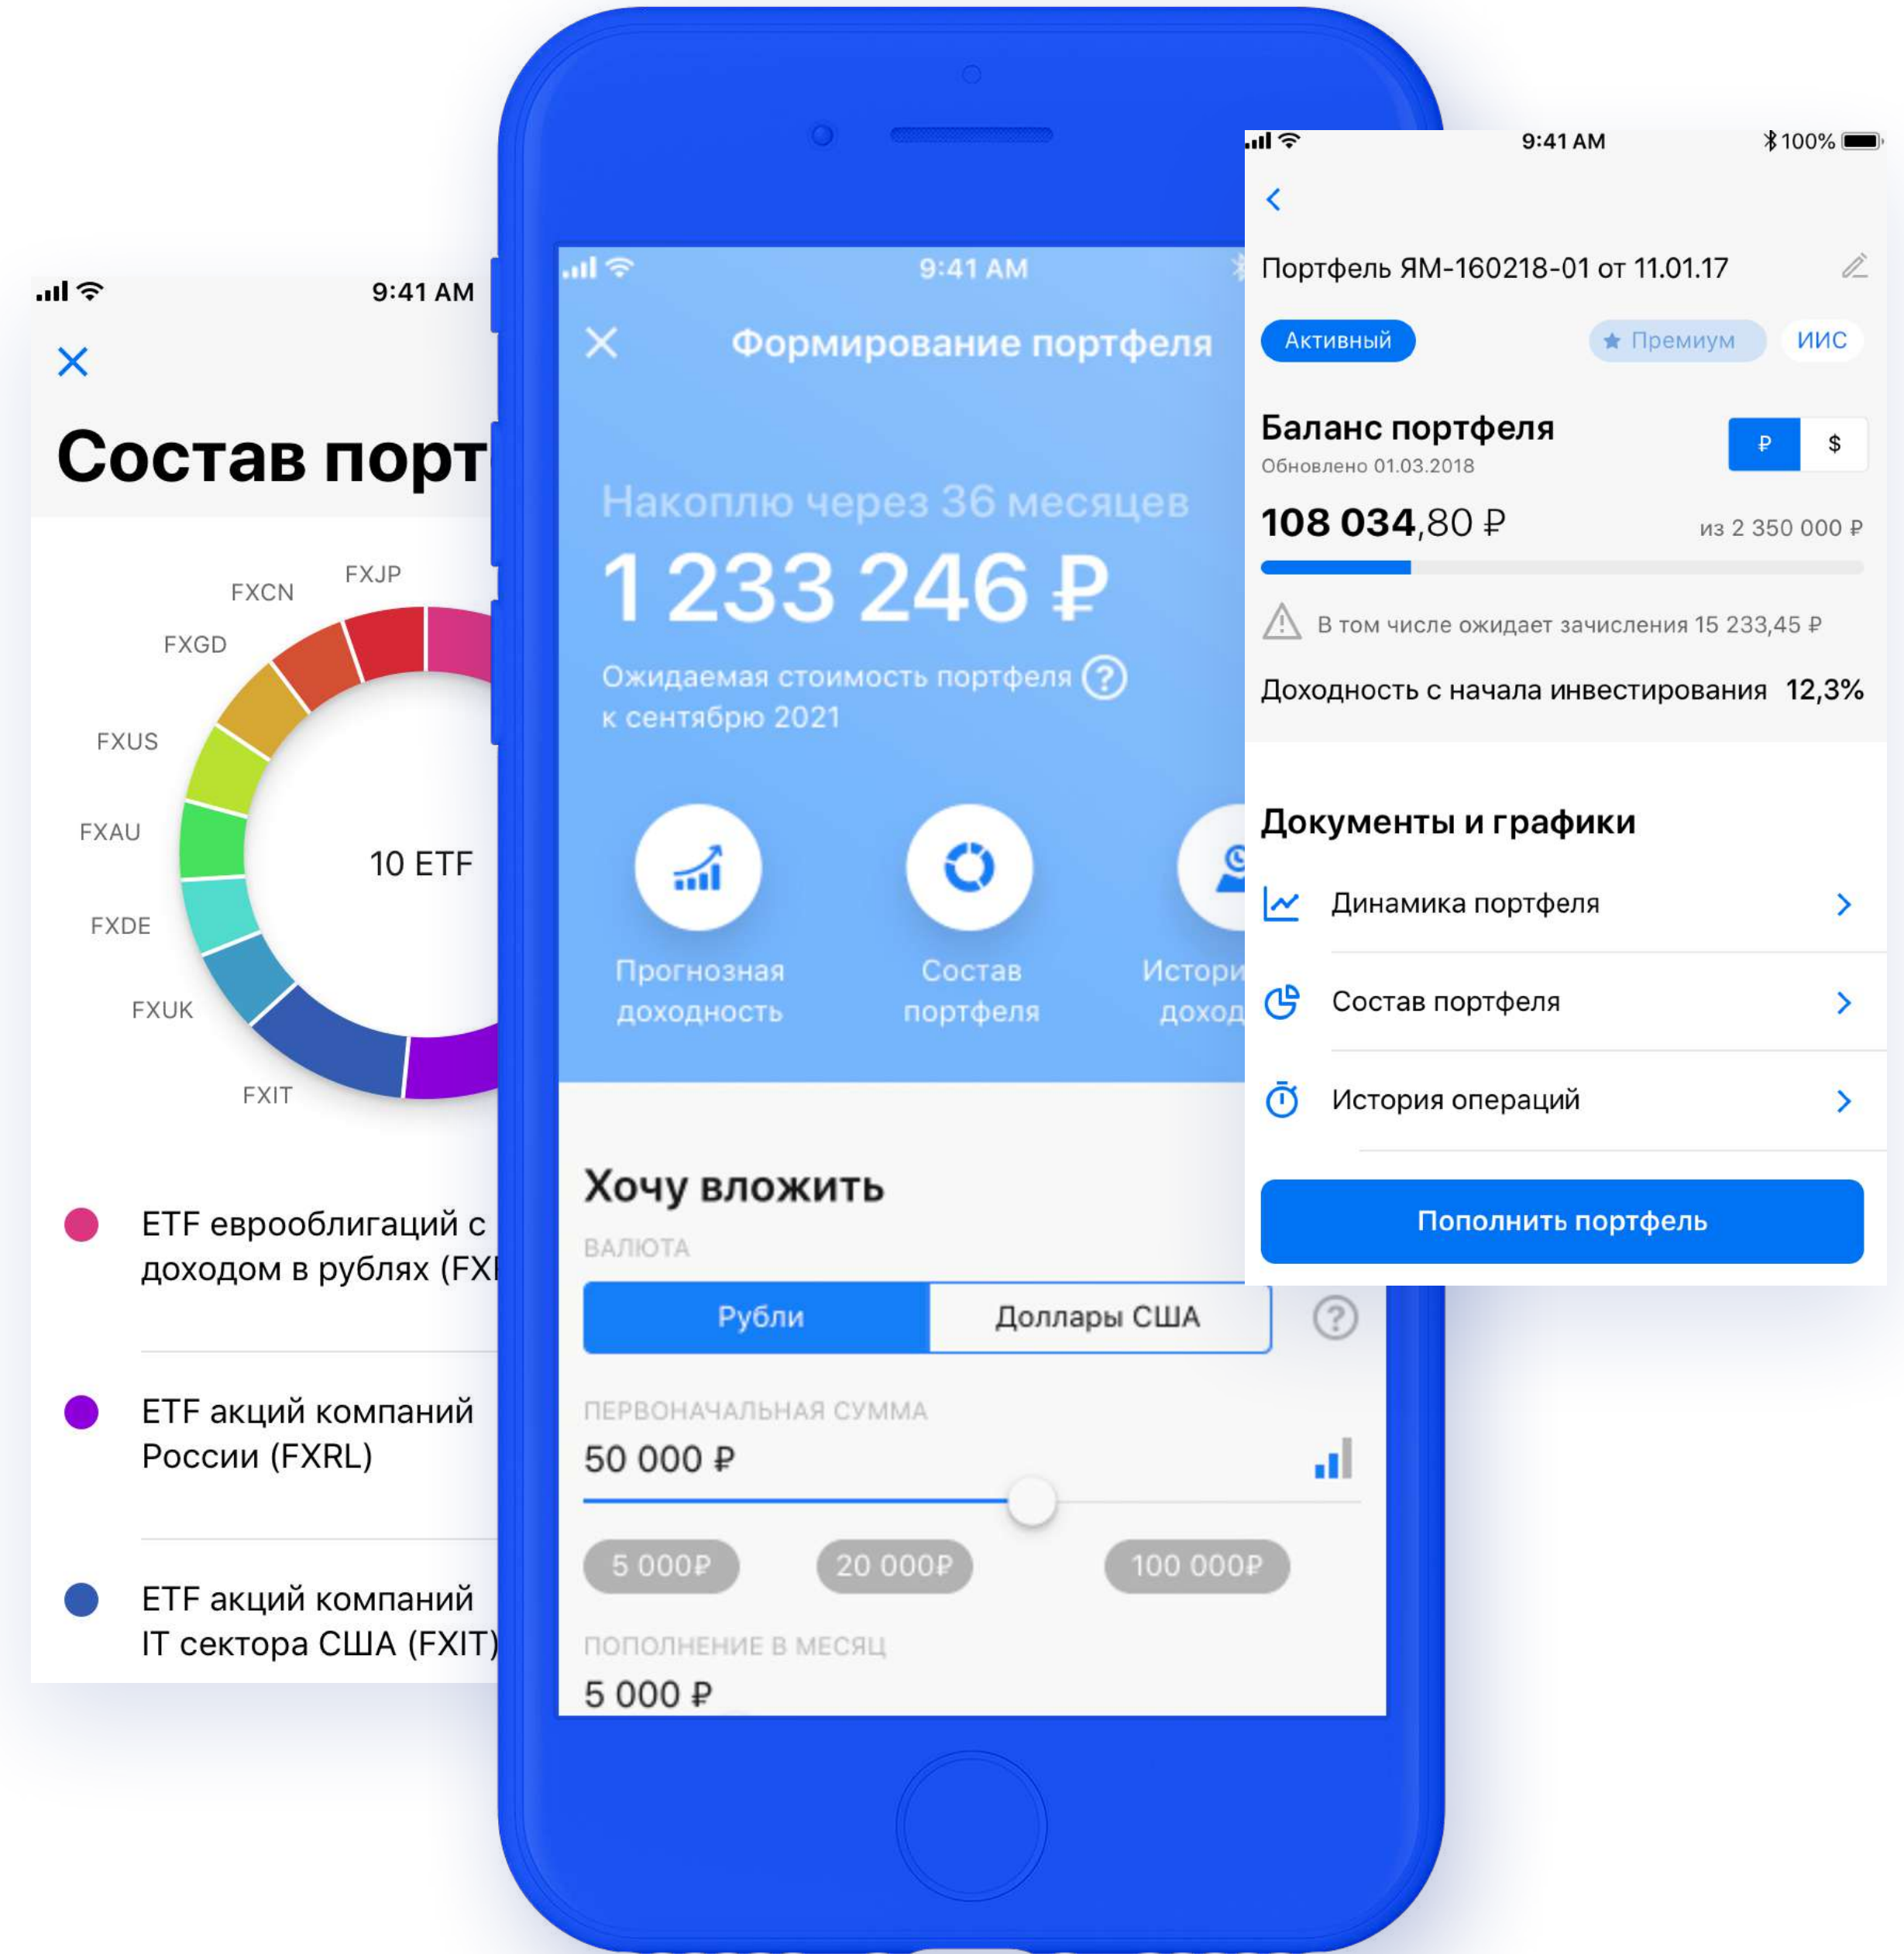 9:41 AM
Состав порт
FXJP
FXCN
FXGD
FXUS
FXAU
10 ETF
FXDE
FXUK
FXIT
ETF еврооблигаций с
доходом в рублях
ETF акций компаний
России (FXRL)
ETF акций компаний
IT сектора США (FXIT)
9:41 AM
Формирование портфеля
Накоплю через 36 месяцев
1 233 246 ₽
Ожидаемая стоимость портфеля ?
к сентябрю 2021
Прогнозная
доходность
Состав
портфеля
Истори
доход
Хочу вложить
ВАЛЮТА
Рубли Доллары США ?
ПЕРВОНАЧАЛЬНАЯ СУММА
50 000 ₽
5 000₽ 20 000₽ 100 000₽
ПОПОЛНЕНИЕ В МЕСЯЦ
5 000 ₽
9:41 AM 100%
Портфель ЯМ-160218-01 от 11.01.17
Активный Премиум ИИС
Баланс портфеля
₽ $
Обновлено 01.03.2018
108 034,80 ₽ из 2 350 000 ₽
В том числе ожидает зачисления 15 233,45 ₽
Доходность с начала инвестирования 12,3%
Документы и графики
Динамика портфеля
Состав портфеля
История операций
Пополнить портфель